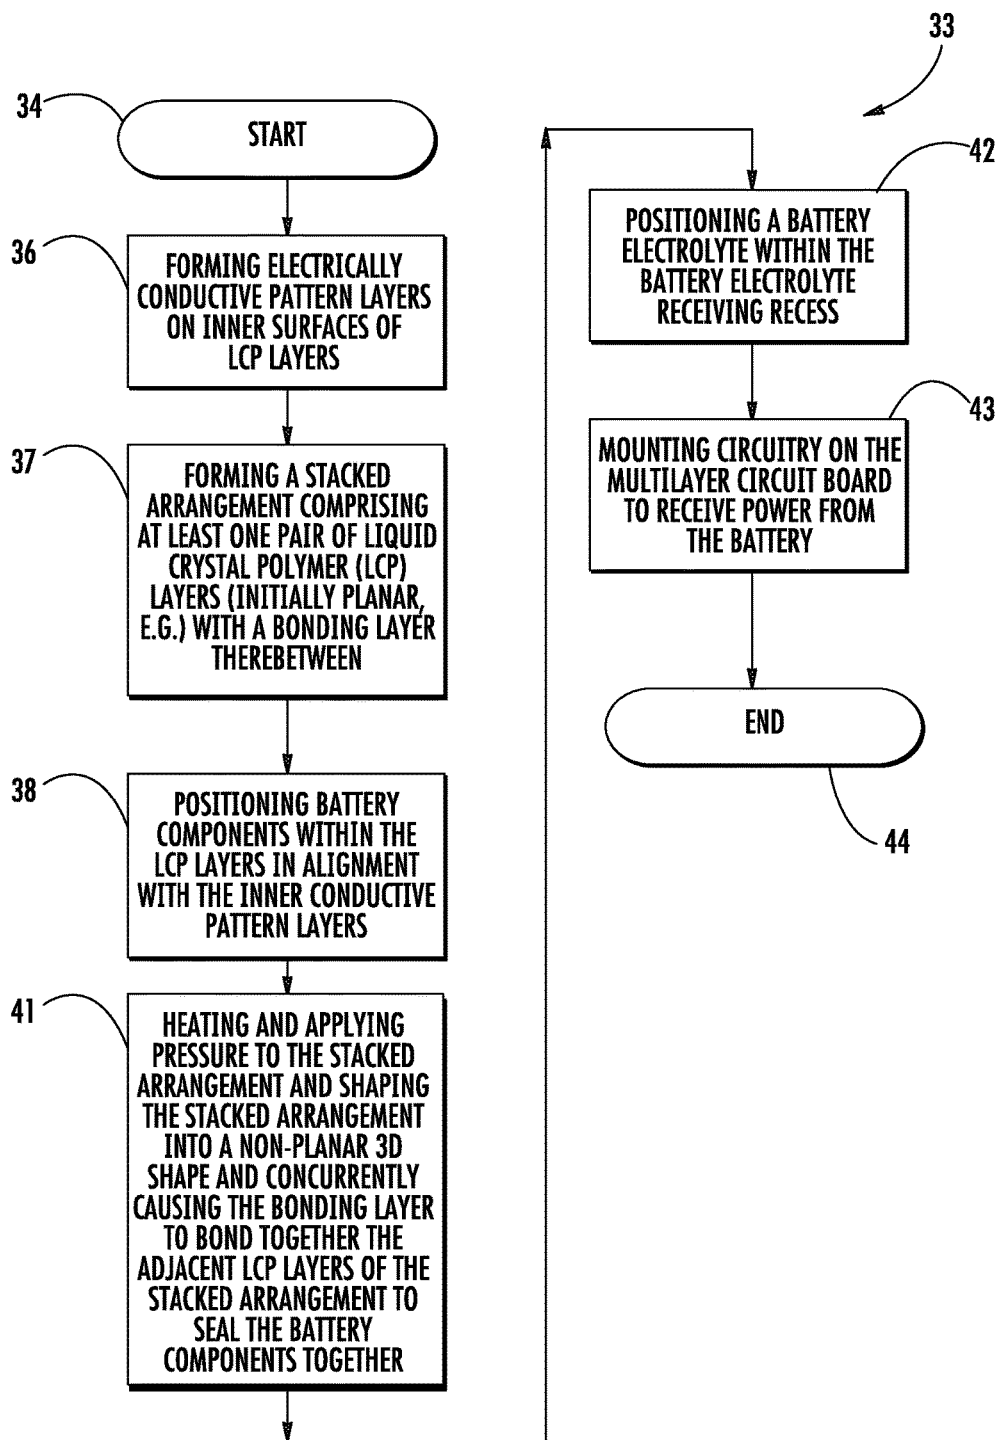 33
34
START
36
FORMING ELECTRICALLY
CONDUCTIVE PATTERN LAYERS
ON INNER SURFACES OF
LCP LAYERS
37
FORMING A STACKED
ARRANGEMENT COMPRISING
AT LEAST ONE PAIR OF LIQUID
CRYSTAL POLYMER (LCP)
LAYERS (INITIALLY PLANAR,
E.G.) WITH A BONDING LAYER
THEREBETWEEN
38
POSITIONING BATTERY
COMPONENTS WITHIN THE
LCP LAYERS IN ALIGNMENT
WITH THE INNER CONDUCTIVE
PATTERN LAYERS
41
HEATING AND APPLYING
PRESSURE TO THE STACKED
ARRANGEMENT AND SHAPING
THE STACKED ARRANGEMENT
INTO A NON-PLANAR 3D
SHAPE AND CONCURRENTLY
CAUSING THE BONDING LAYER
TO BOND TOGETHER THE
ADJACENT LCP LAYERS OF THE
STACKED ARRANGEMENT TO
SEAL THE BATTERY
COMPONENTS TOGETHER
42
POSITIONING A BATTERY
ELECTROLYTE WITHIN THE
BATTERY ELECTROLYTE
RECEIVING RECESS
43
MOUNTING CIRCUITRY ON THE
MULTILAYER CIRCUIT BOARD
TO RECEIVE POWER FROM
THE BATTERY
END
44